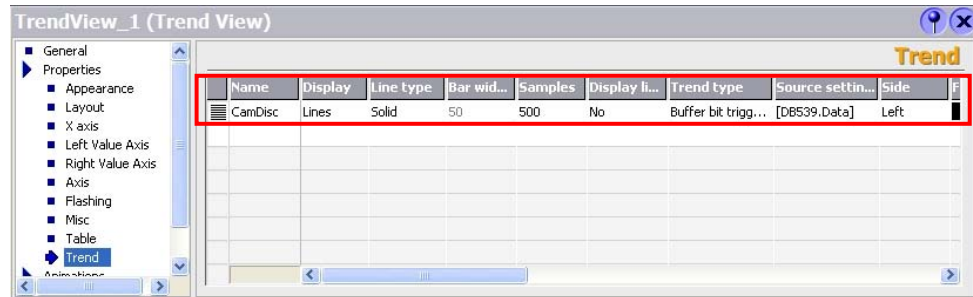 TrendView_1 (Trend View)
General
Properties
Appearance
Layout
X axis
Left Value Axis
Right Value Axis
Axis
Flashing
Misc
Table
Trend
Animations
Trend
Name Display Line type Bar wid... Samples Display li... Trend type Source settin... Side F
CamDisc Lines Solid 50 500 No Buffer bit trigg... [DB539.Data] Left